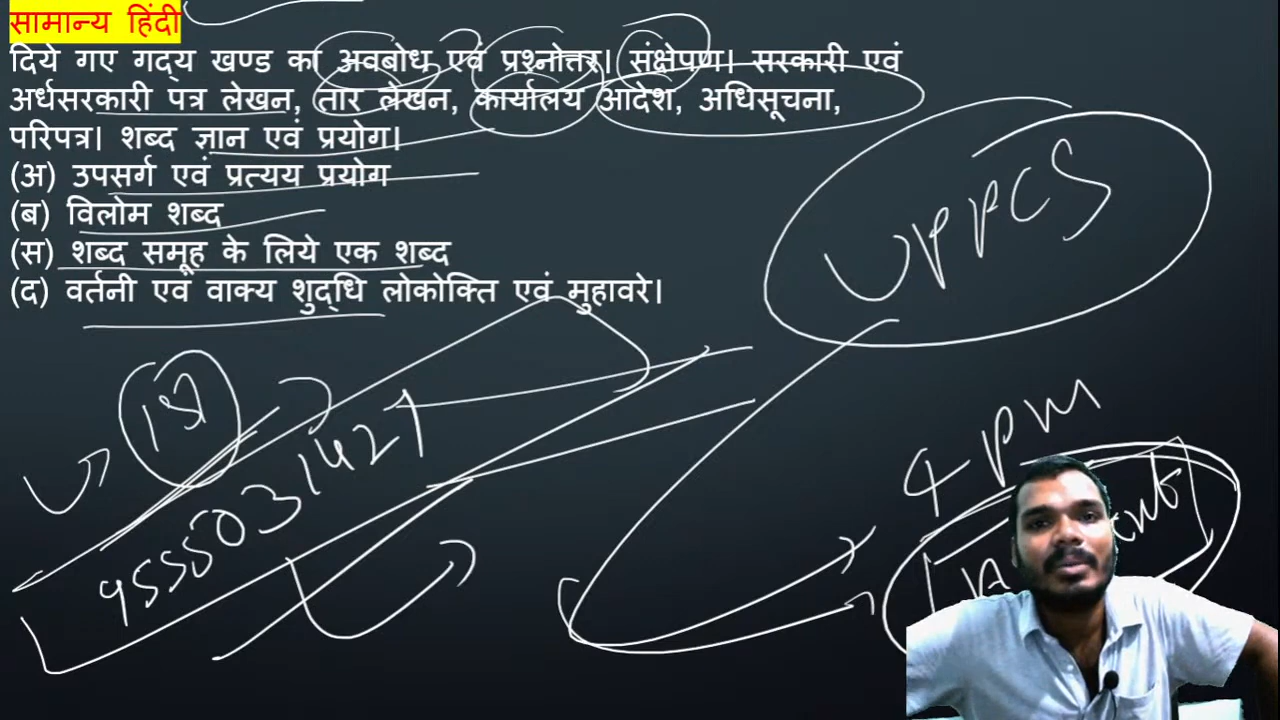 सामान्य हिंदी
दिये गए गद्य खण्ड का अवबोध एवं प्रश्नोत्तर। संक्षेपण। सरकारी एवं
अर्धसरकारी पत्र लेखन, तार लेखन, कार्यालय आदेश, अधिसूचना,
परिपत्र। शब्द ज्ञान एवं प्रयोग।
(अ) उपसर्ग एवं प्रत्यय प्रयोग
(ब) विलोम शब्द
(स) शब्द समूह के लिये एक शब्द
(द) वर्तनी एवं वाक्य शुद्धि लोकोक्ति एवं मुहावरे।
UPPCS
4 pm
9555031427